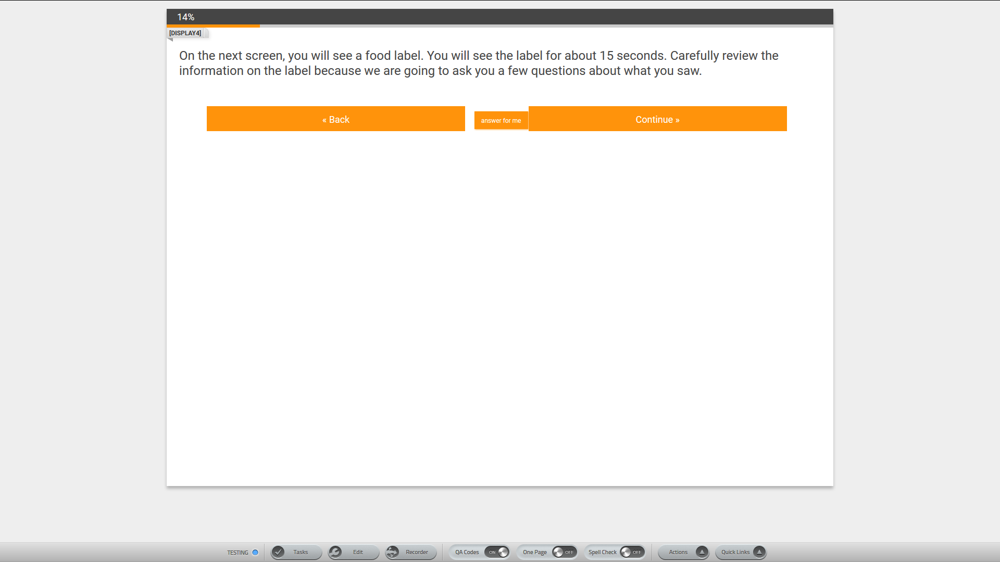 14%
[DISPLAY4]
On the next screen, you will see a food label. You will see the label for about 15 seconds. Carefully review the
information on the label because we are going to ask you a few questions about what you saw.
« Back
answer for me
Continue »
TESTING
Tasks
Edit
Recorder
QA Codes
ON
One Page
OFF
Spell Check
OFF
Actions
Quick Links